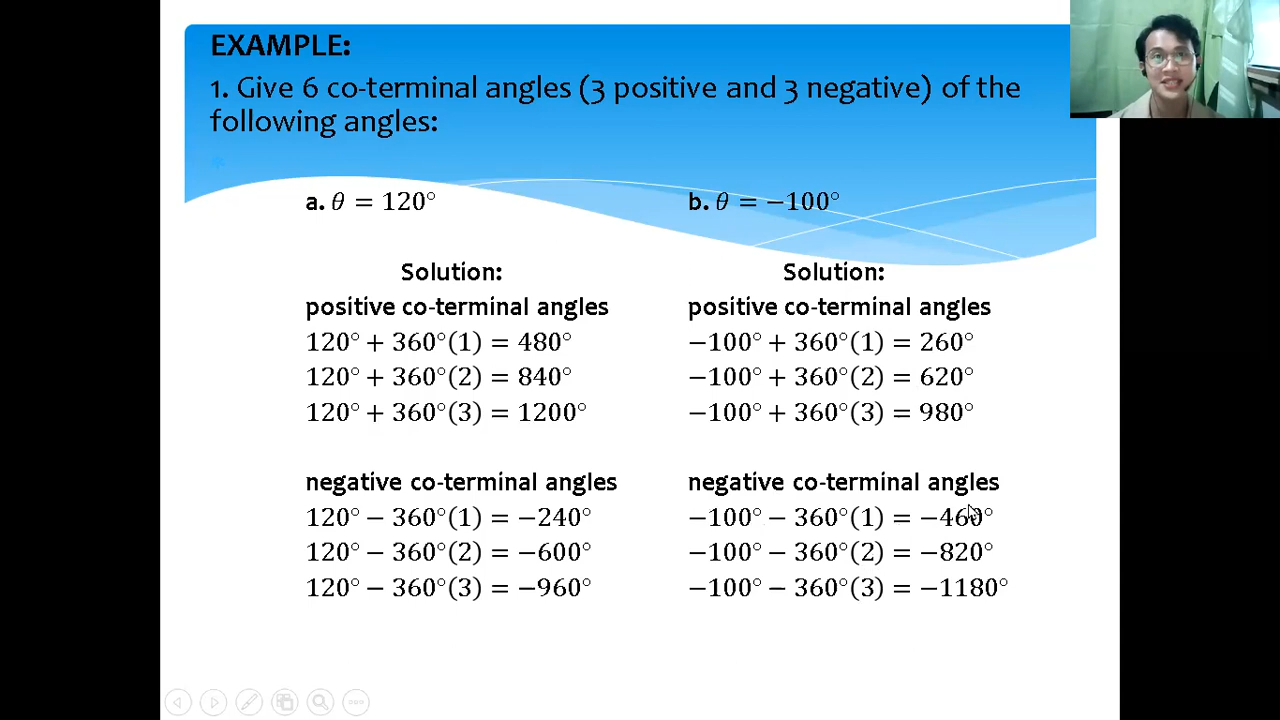 EXAMPLE:
1. Give 6 co-terminal angles (3 positive and 3 negative) of the
following angles:
a. θ = 120°
Solution:
positive co-terminal angles
120° + 360°(1) = 480°
120° + 360°(2) = 840°
120° + 360°(3) = 1200°
negative co-terminal angles
120° − 360°(1) = −240°
120° − 360°(2) = −600°
120° − 360°(3) = −960°
b. θ = −100°
Solution:
positive co-terminal angles
−100° + 360°(1) = 260°
−100° + 360°(2) = 620°
−100° + 360°(3) = 980°
negative co-terminal angles
−100° − 360°(1) = −460°
−100° − 360°(2) = −820°
−100° − 360°(3) = −1180°